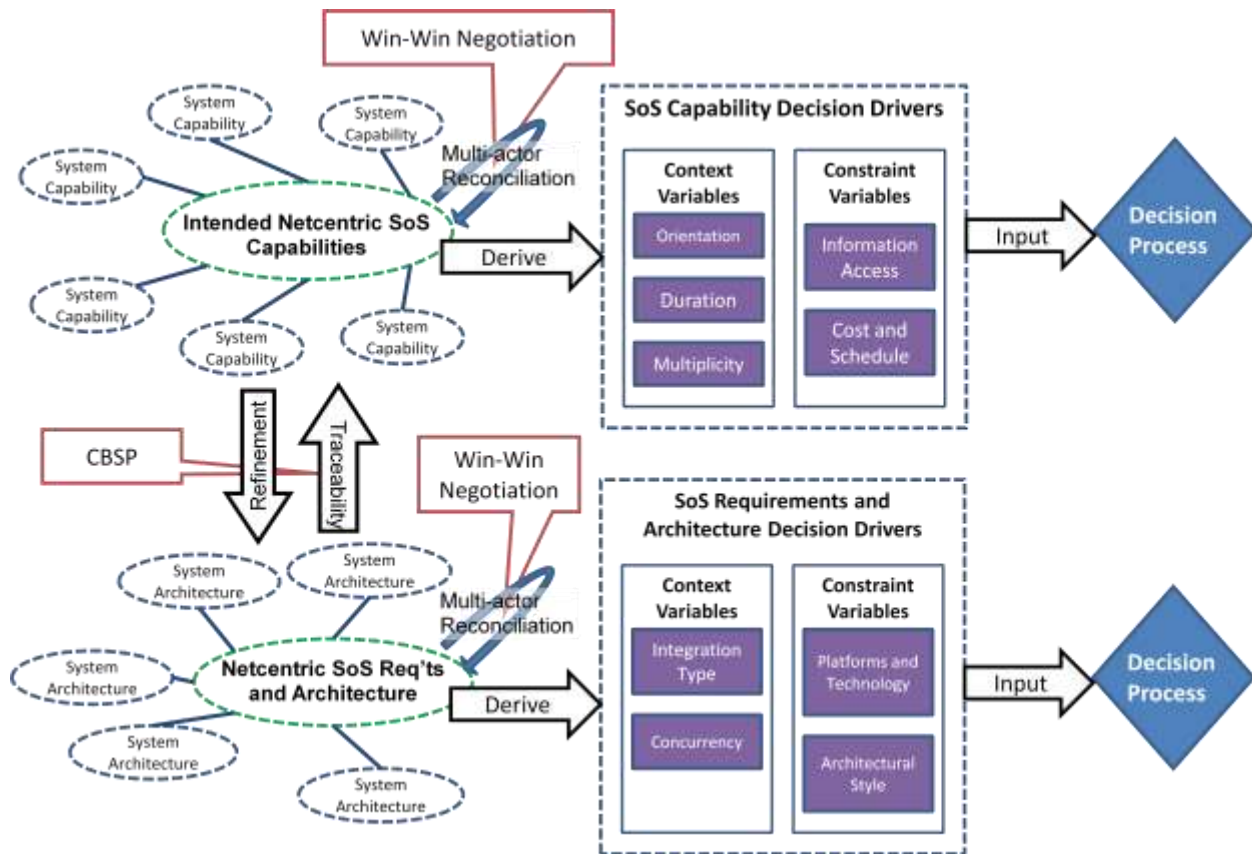 Win-Win Negotiation
System
Capability
System
Capability
System
Capability
System
Capability
System
Capability
System
Capability
System
Capability
Intended Netcentric SoS
Capabilities
Multi-actor
Reconciliation
Derive
SoS Capability Decision Drivers
Context
Variables
Orientation
Duration
Multiplicity
Constraint
Variables
Information
Access
Cost and
Schedule
Input
Decision
Process
CBSP
Refinement
Traceability
Win-Win
Negotiation
System
Architecture
System
Architecture
System
Architecture
System
Architecture
System
Architecture
Netcentric SoS Req'ts
and Architecture
Multi-actor
Reconciliation
Derive
SoS Requirements and
Architecture Decision Drivers
Context
Variables
Integration
Type
Concurrency
Constraint
Variables
Platforms and
Technology
Architectural
Style
Input
Decision
Process